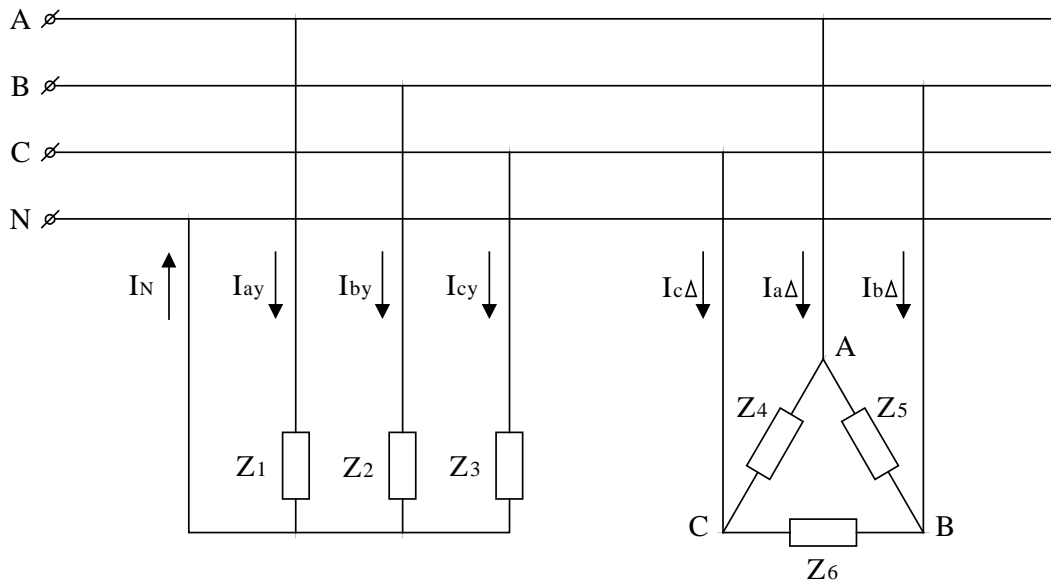 A
B
C
N
IN Iay Iby Icy IcΔ IaΔ IbΔ
A
Z4 Z5
Z1 Z2 Z3
C B
Z6